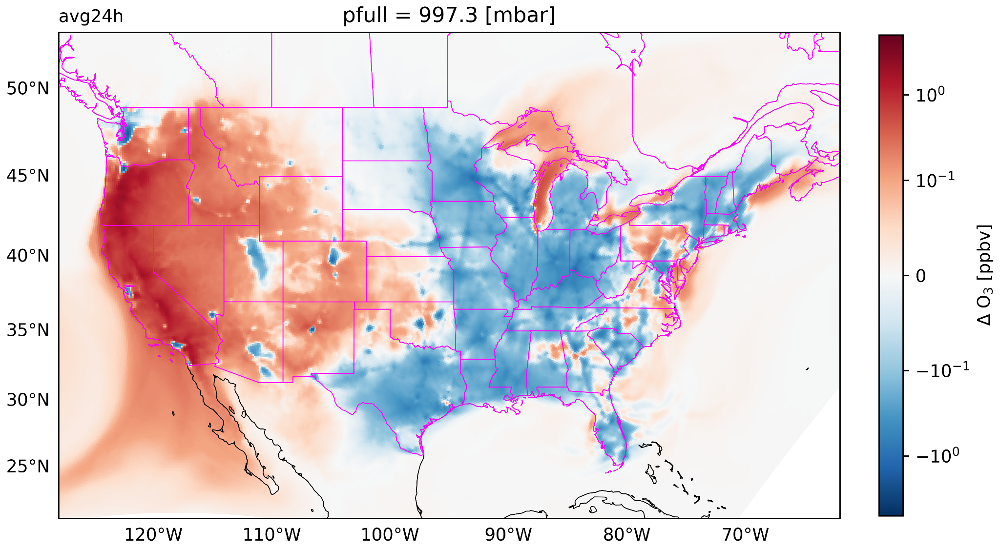 avg24h
pfull = 997.3 [mbar]
50°N
45°N
40°N
35°N
30°N
25°N
120°W 110°W 100°W 90°W 80°W 70°W
10⁰
10⁻¹
0
−10⁻¹
−10⁰
Δ O₃ [ppbv]